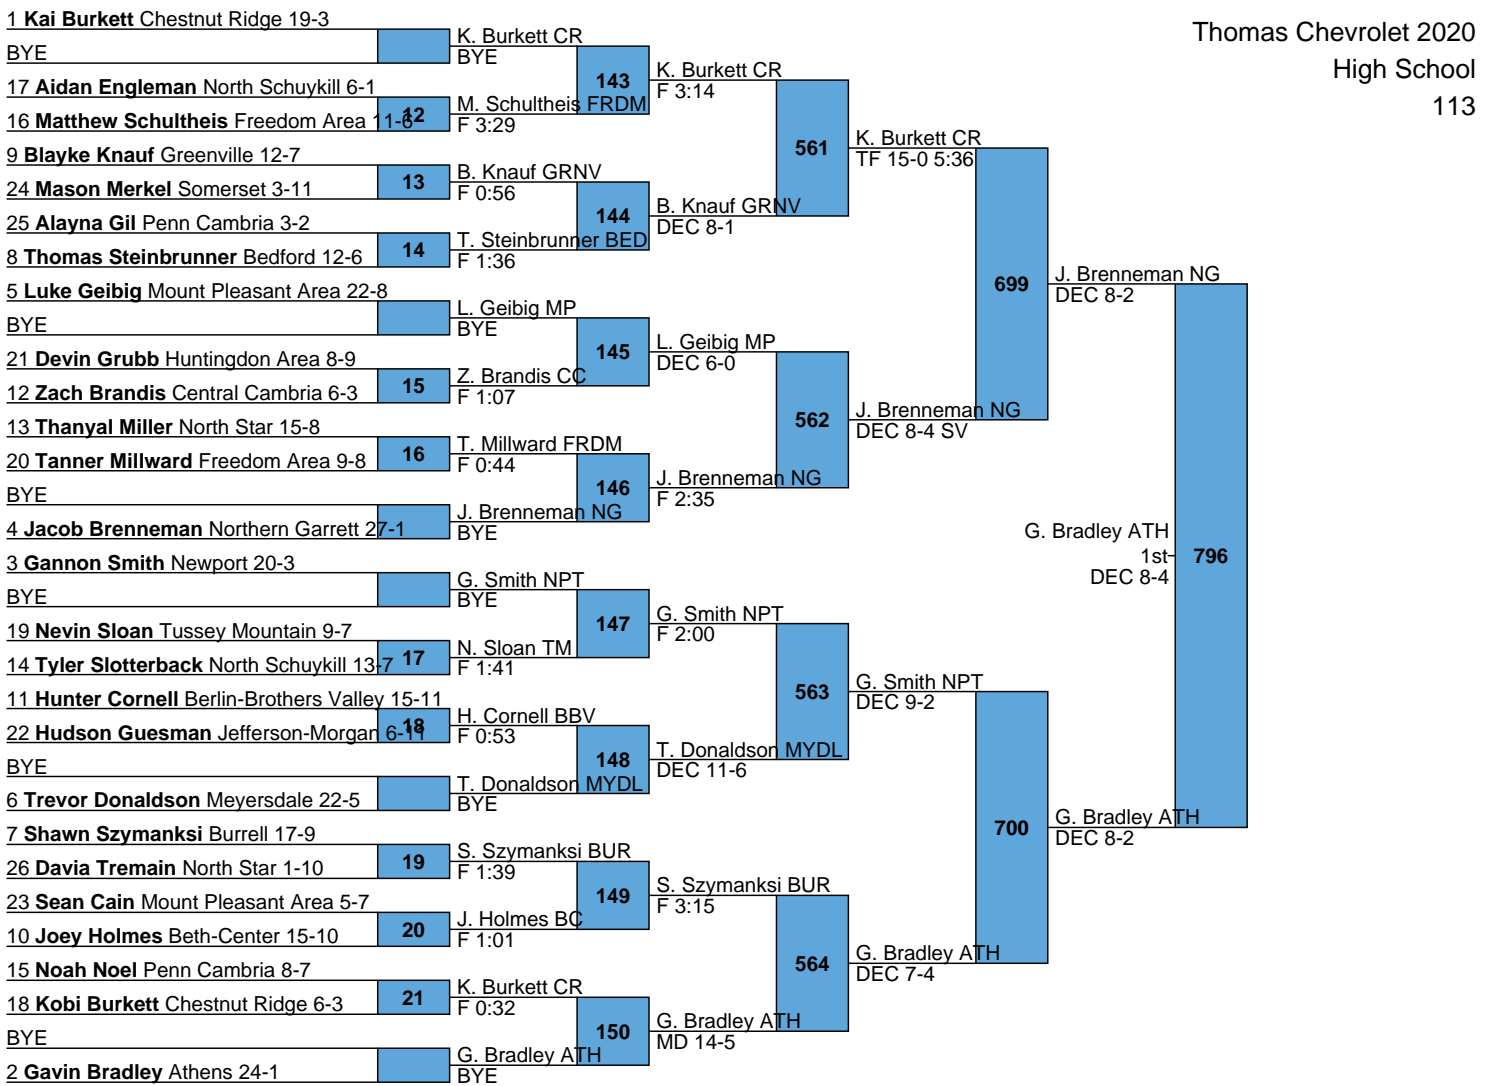 Thomas Chevrolet 2020
High School
113
1 Kai Burkett Chestnut Ridge 19-3
BYE
17 Aidan Engleman North Schuykill 6-1
16 Matthew Schultheis Freedom Area 11-6
9 Blayke Knauf Greenville 12-7
24 Mason Merkel Somerset 3-11
25 Alayna Gil Penn Cambria 3-2
8 Thomas Steinbrunner Bedford 12-6
5 Luke Geibig Mount Pleasant Area 22-8
BYE
21 Devin Grubb Huntingdon Area 8-9
12 Zach Brandis Central Cambria 6-3
13 Thanyal Miller North Star 15-8
20 Tanner Millward Freedom Area 9-8
BYE
4 Jacob Brenneman Northern Garrett 27-1
3 Gannon Smith Newport 20-3
BYE
19 Nevin Sloan Tussey Mountain 9-7
14 Tyler Slotterback North Schuykill 13-7
11 Hunter Cornell Berlin-Brothers Valley 15-11
22 Hudson Guesman Jefferson-Morgan 6-11
BYE
6 Trevor Donaldson Meyersdale 22-5
7 Shawn Szymanksi Burrell 17-9
26 Davia Tremain North Star 1-10
23 Sean Cain Mount Pleasant Area 5-7
10 Joey Holmes Beth-Center 15-10
15 Noah Noel Penn Cambria 8-7
18 Kobi Burkett Chestnut Ridge 6-3
BYE
2 Gavin Bradley Athens 24-1
12
13
14
15
16
17
18
19
20
21
K. Burkett CR
BYE
M. Schultheis FRDM
F 3:29
B. Knauf GRNV
F 0:56
T. Steinbrunner BED
F 1:36
L. Geibig MP
BYE
Z. Brandis CC
F 1:07
T. Millward FRDM
F 0:44
J. Brenneman NG
BYE
G. Smith NPT
BYE
N. Sloan TM
F 1:41
H. Cornell BBV
F 0:53
T. Donaldson MYDL
BYE
S. Szymanksi BUR
F 1:39
J. Holmes BC
F 1:01
K. Burkett CR
F 0:32
G. Bradley ATH
BYE
143
144
145
146
147
148
149
150
K. Burkett CR
F 3:14
B. Knauf GRNV
DEC 8-1
L. Geibig MP
DEC 6-0
J. Brenneman NG
F 2:35
G. Smith NPT
F 2:00
T. Donaldson MYDL
DEC 11-6
S. Szymanksi BUR
F 3:15
G. Bradley ATH
MD 14-5
561
562
563
564
K. Burkett CR
TF 15-0 5:36
J. Brenneman NG
DEC 8-4 SV
G. Smith NPT
DEC 9-2
G. Bradley ATH
DEC 7-4
699
700
J. Brenneman NG
DEC 8-2
G. Bradley ATH
DEC 8-2
G. Bradley ATH
1st
DEC 8-4
796